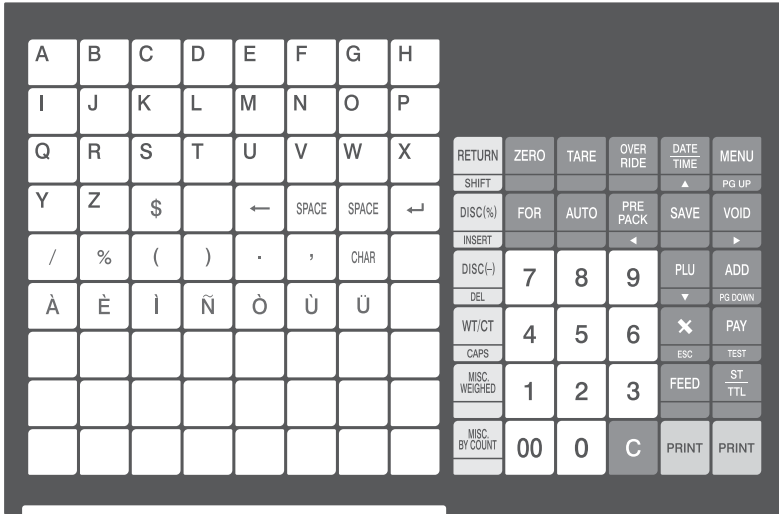 A B C D E F G H
I J K L M N O P
Q R S T U V W X
Y Z $ ← SPACE SPACE ↵
/ % ( ) . , CHAR
À È Ì Ñ Ò Ù Ü
RETURN ZERO TARE OVER RIDE DATE TIME MENU
SHIFT ▲ PG UP
DISC(%) FOR AUTO PRE PACK SAVE VOID
INSERT ◀ ▶
DISC(–) 7 8 9 PLU ADD
DEL ▼ PG DOWN
WT/CT 4 5 6 × PAY
CAPS ESC TEST
MISC. WEIGHED 1 2 3 FEED ST TTL
MISC. BY COUNT 00 0 C PRINT PRINT